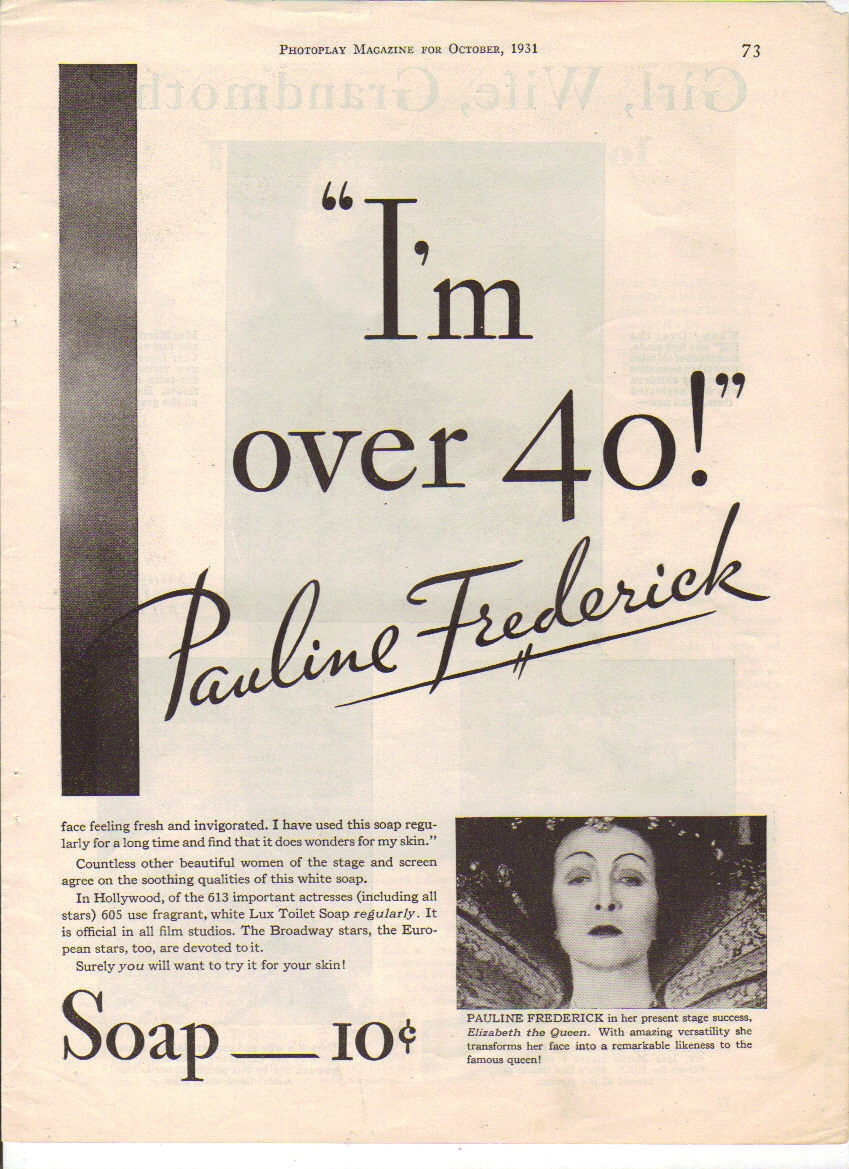 PHOTOPLAY MAGAZINE FOR OCTOBER, 1931
73
“I’m
over 40!”
Pauline Frederick
face feeling fresh and invigorated. I have used this soap regu-
larly for a long time and find that it does wonders for my skin.”
Countless other beautiful women of the stage and screen
agree on the soothing qualities of this white soap.
In Hollywood, of the 613 important actresses (including all
stars) 605 use fragrant, white Lux Toilet Soap regularly. It
is official in all film studios. The Broadway stars, the Euro-
pean stars, too, are devoted to it.
Surely you will want to try it for your skin!
Soap — 10¢
PAULINE FREDERICK in her present stage success,
Elizabeth the Queen. With amazing versatility she
transforms her face into a remarkable likeness to the
famous queen!